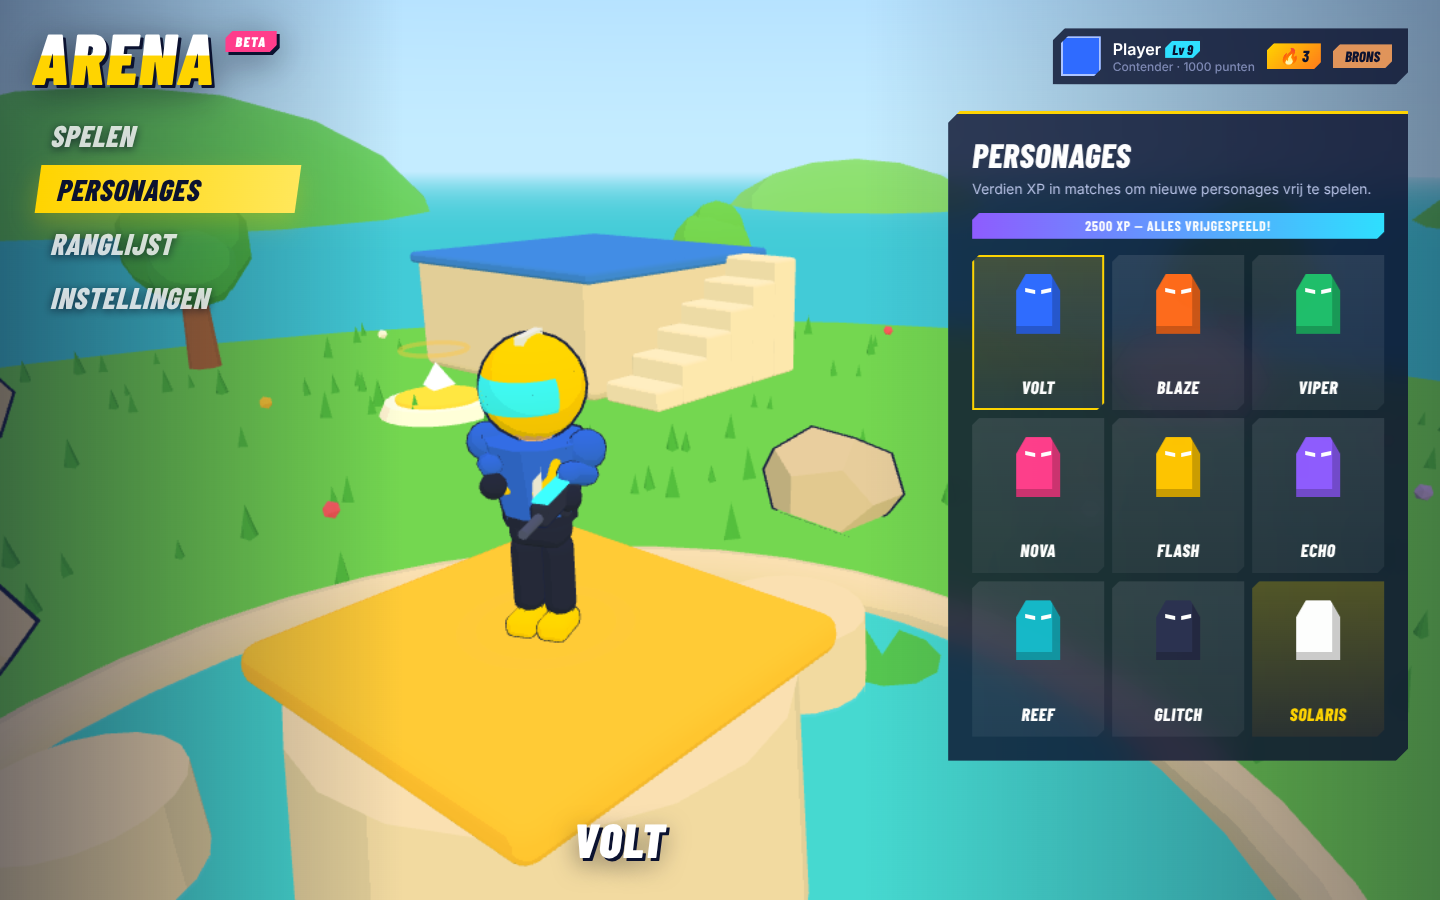 ARENA
BETA
SPELEN
PERSONAGES
RANGLIJST
INSTELLINGEN
Player Lv 9
Contender · 1000 punten
🔥 3
BRONS
PERSONAGES
Verdien XP in matches om nieuwe personages vrij te spelen.
2500 XP — ALLES VRIJGESPEELD!
VOLT
BLAZE
VIPER
NOVA
FLASH
ECHO
REEF
GLITCH
SOLARIS
VOLT